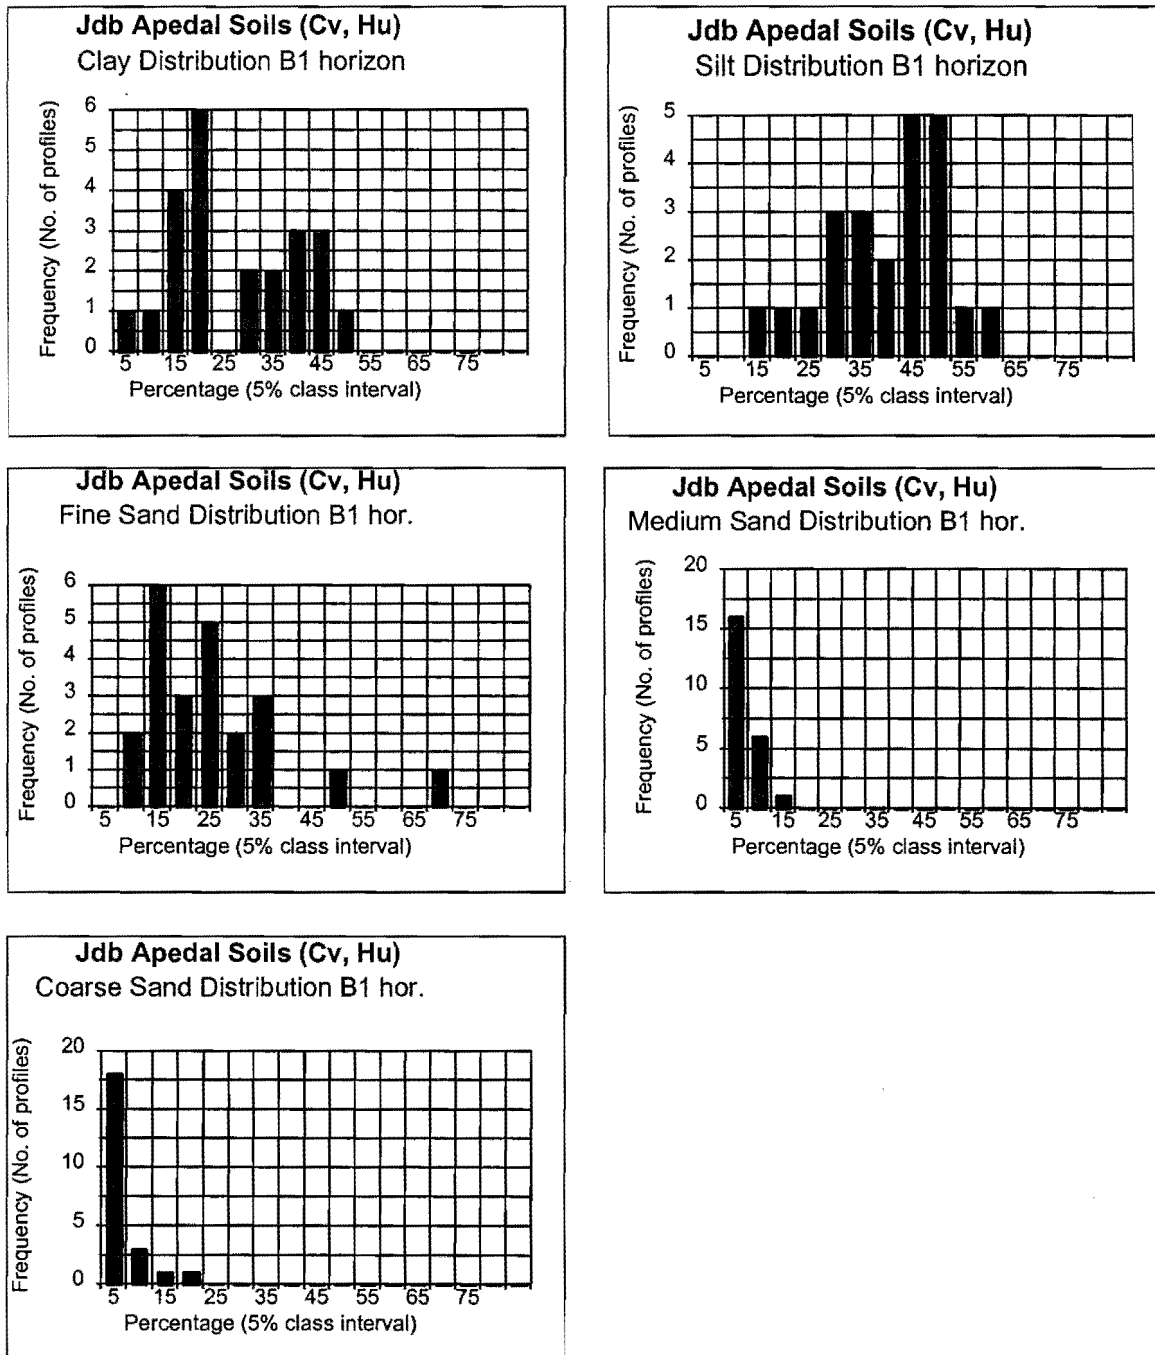 Jdb Apedal Soils (Cv, Hu)
Clay Distribution B1 horizon
Frequency (No. of profiles)
6
5
4
3
2
1
0
5 15 25 35 45 55 65 75
Percentage (5% class interval)
Jdb Apedal Soils (Cv, Hu)
Silt Distribution B1 horizon
Frequency (No. of profiles)
5
4
3
2
1
0
5 15 25 35 45 55 65 75
Percentage (5% class interval)
Jdb Apedal Soils (Cv, Hu)
Fine Sand Distribution B1 hor.
Frequency (No. of profiles)
6
5
4
3
2
1
0
5 15 25 35 45 55 65 75
Percentage (5% class interval)
Jdb Apedal Soils (Cv, Hu)
Medium Sand Distribution B1 hor.
Frequency (No. of profiles)
20
15
10
5
0
5 15 25 35 45 55 65 75
Percentage (5% class interval)
Jdb Apedal Soils (Cv, Hu)
Coarse Sand Distribution B1 hor.
Frequency (No. of profiles)
20
15
10
5
0
5 15 25 35 45 55 65 75
Percentage (5% class interval)